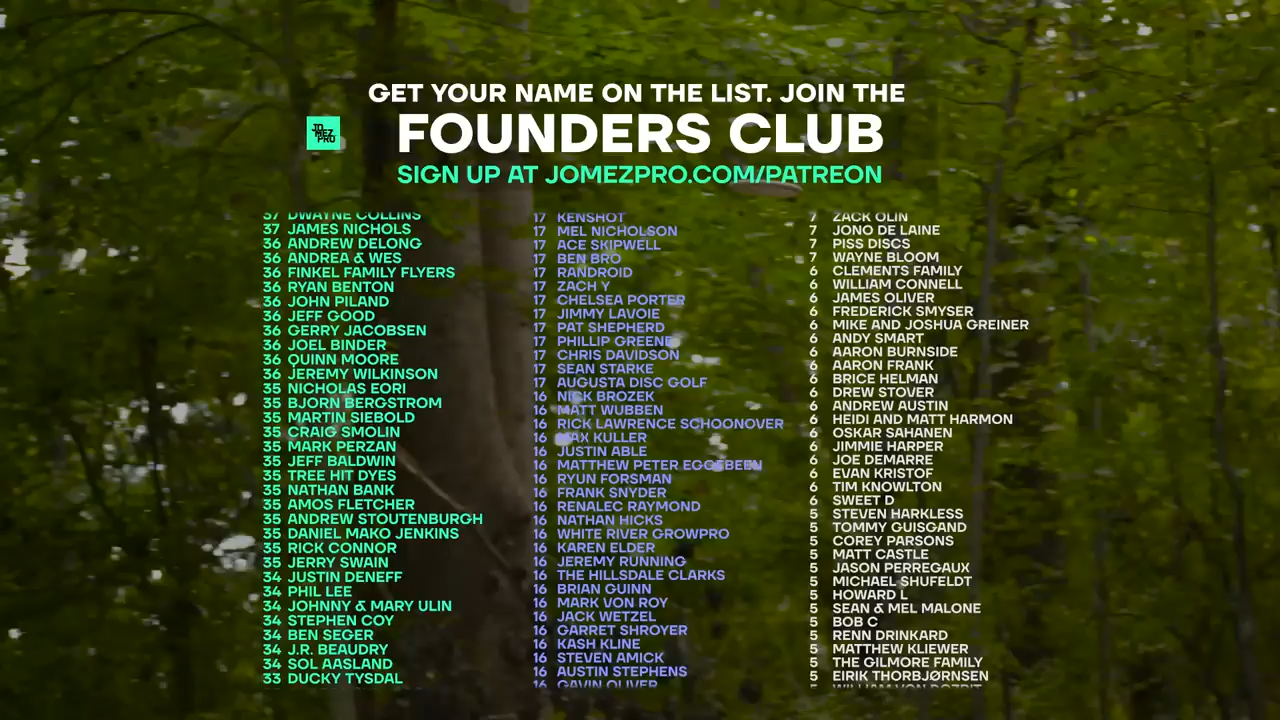 GET YOUR NAME ON THE LIST. JOIN THE
JOMEZPRO
FOUNDERS CLUB
SIGN UP AT JOMEZPRO.COM/PATREON
37 DWAYNE COLLINS
37 JAMES NICHOLS
36 ANDREW DELONG
36 ANDREA & WES
36 FINKEL FAMILY FLYERS
36 RYAN BENTON
36 JOHN PILAND
36 JEFF GOOD
36 GERRY JACOBSEN
36 JOEL BINDER
36 QUINN MOORE
36 JEREMY WILKINSON
35 NICHOLAS EORI
35 BJORN BERGSTROM
35 MARTIN SIEBOLD
35 CRAIG SMOLIN
35 MARK PERZAN
35 JEFF BALDWIN
35 TREE HIT DYES
35 NATHAN BANK
35 AMOS FLETCHER
35 ANDREW STOUTENBURGH
35 DANIEL MAKO JENKINS
35 RICK CONNOR
35 JERRY SWAIN
34 JUSTIN DENEFF
34 PHIL LEE
34 JOHNNY & MARY ULIN
34 STEPHEN COY
34 BEN SEGER
34 J.R. BEAUDRY
34 SOL AASLAND
33 DUCKY TYSDAL
17 KENSHOT
17 MEL NICHOLSON
17 ACE SKIPWELL
17 BEN BRO
17 RANDROID
17 ZACH Y
17 CHELSEA PORTER
17 JIMMY LAVOIE
17 PAT SHEPHERD
17 PHILLIP GREENE
17 CHRIS DAVIDSON
17 SEAN STARKE
17 AUGUSTA DISC GOLF
16 NICK BROZEK
16 MATT WUBBEN
16 RICK LAWRENCE SCHOONOVER
16 MAX KULLER
16 JUSTIN ABLE
16 MATTHEW PETER EGGEBEEN
16 RYUN FORSMAN
16 FRANK SNYDER
16 RENALEC RAYMOND
16 NATHAN HICKS
16 WHITE RIVER GROWPRO
16 KAREN ELDER
16 JEREMY RUNNING
16 THE HILLSDALE CLARKS
16 BRIAN GUINN
16 MARK VON ROY
16 JACK WETZEL
16 GARRET SHROYER
16 KASH KLINE
16 STEVEN AMICK
16 AUSTIN STEPHENS
16 GAVIN OLIVER
7 ZACK OLIN
7 JONO DE LAINE
7 PISS DISCS
7 WAYNE BLOOM
6 CLEMENTS FAMILY
6 WILLIAM CONNELL
6 JAMES OLIVER
6 FREDERICK SMYSER
6 MIKE AND JOSHUA GREINER
6 ANDY SMART
6 AARON BURNSIDE
6 AARON FRANK
6 BRICE HELMAN
6 DREW STOVER
6 ANDREW AUSTIN
6 HEIDI AND MATT HARMON
6 OSKAR SAHANEN
6 JIMMIE HARPER
6 JOE DEMARRE
6 EVAN KRISTOF
6 TIM KNOWLTON
6 SWEET D
5 STEVEN HARKLESS
5 TOMMY GUISGAND
5 COREY PARSONS
5 MATT CASTLE
5 JASON PERREGAUX
5 MICHAEL SHUFELDT
5 HOWARD L
5 SEAN & MEL MALONE
5 BOB C
5 RENN DRINKARD
5 MATTHEW KLIEWER
5 THE GILMORE FAMILY
5 EIRIK THORBJØRNSEN
5 WILLIAM VON